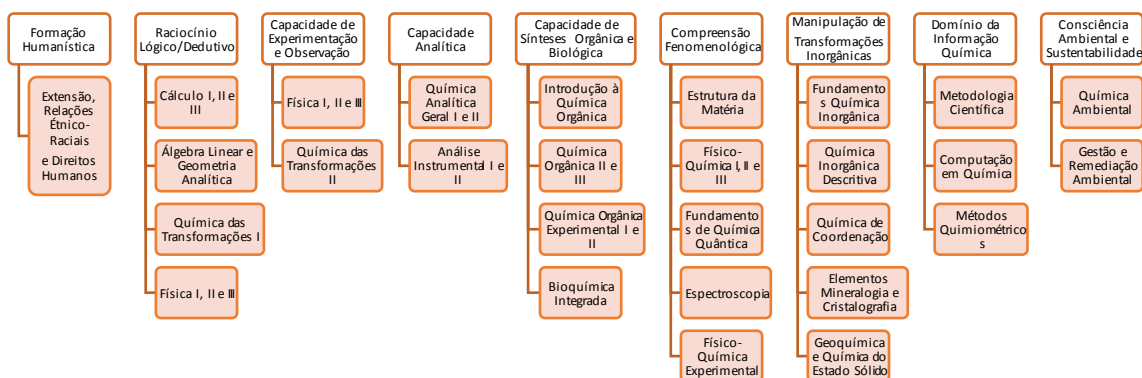 Formação
Humanística
Extensão,
Relações
Étnico-
Raciais
e Direitos
Humanos
Raciocínio
Lógico/Dedutivo
Cálculo I, II e
III
Álgebra Linear e
Geometria
Analítica
Química das
Transformações I
Física I, II e III
Capacidade de
Experimentação
e Observação
Física I, II e III
Química das
Transformações
II
Capacidade
Analítica
Química
Analítica
Geral I e II
Análise
Instrumental I e
II
Capacidade de
Sínteses Orgânica e
Biológica
Introdução à
Química
Orgânica
Química
Orgânica II e
III
Química Orgânica
Experimental I e
II
Bioquímica
Integrada
Compreensão
Fenomenológica
Estrutura da
Matéria
Físico-
Química I, II e
III
Fundamento
s de Química
Quântica
Espectroscopia
Físico-
Química
Experimental
Manipulação de
Transformações
Inorgânicas
Fundamento
s Química
Inorgânica
Química
Inorgânica
Descritiva
Química de
Coordenação
Elementos
Mineralogia e
Cristalografia
Geoquímica
e Química do
Estado Sólido
Domínio da
Informação
Química
Metodologia
Científica
Computação
em Química
Métodos
Quimiométrico
s
Consciência
Ambiental e
Sustentabilidade
Química
Ambiental
Gestão e
Remediação
Ambiental